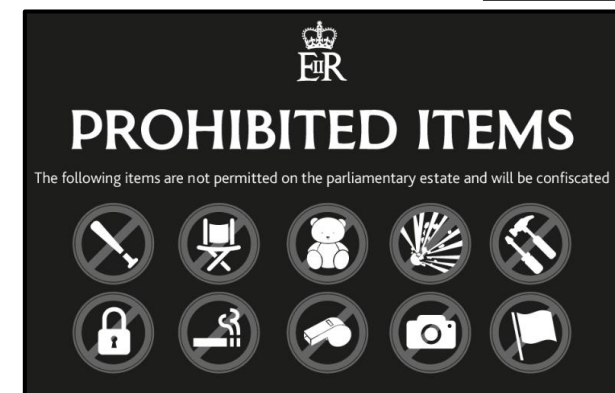 EIIR
PROHIBITED ITEMS
The following items are not permitted on the parliamentary estate and will be confiscated